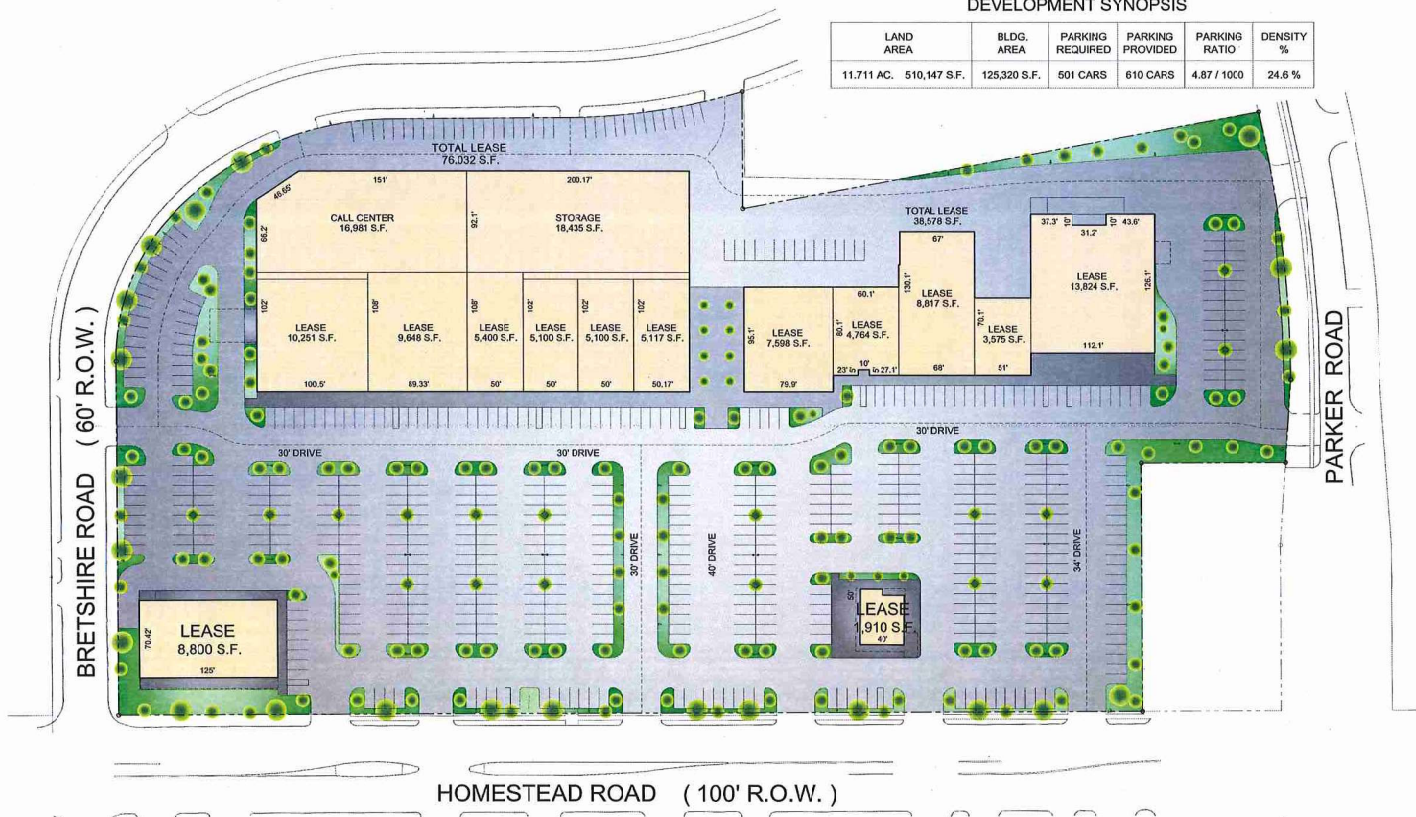 DEVELOPMENT SYNOPSIS
LAND AREA
BLDG. AREA
PARKING REQUIRED
PARKING PROVIDED
PARKING RATIO
DENSITY %
11.711 AC. 510,147 S.F.
125,320 S.F.
501 CARS
610 CARS
4.87 / 1000
24.6 %
TOTAL LEASE
76,032 S.F.
151'
200.17'
46.65'
66.2'
92.1'
CALL CENTER
16,981 S.F.
STORAGE
18,435 S.F.
102'
108'
108'
102'
102'
102'
LEASE
10,251 S.F.
LEASE
9,648 S.F.
LEASE
5,400 S.F.
LEASE
5,100 S.F.
LEASE
5,100 S.F.
LEASE
5,117 S.F.
100.5'
89.33'
50'
50'
50'
50.17'
TOTAL LEASE
38,578 S.F.
67'
37.3'
10'
31.2'
10'
43.6'
60.1'
130.1'
126.1'
95.1'
80.1'
70.1'
LEASE
7,598 S.F.
LEASE
4,764 S.F.
LEASE
8,817 S.F.
LEASE
3,575 S.F.
LEASE
13,824 S.F.
79.9'
23'
5'
10'
5'
27.1'
68'
51'
112.1'
30' DRIVE
30' DRIVE
30' DRIVE
30' DRIVE
40' DRIVE
34' DRIVE
LEASE
8,800 S.F.
70.42'
125'
LEASE
1,910 S.F.
50'
BRETSHIRE ROAD ( 60' R.O.W. )
PARKER ROAD
HOMESTEAD ROAD ( 100' R.O.W. )